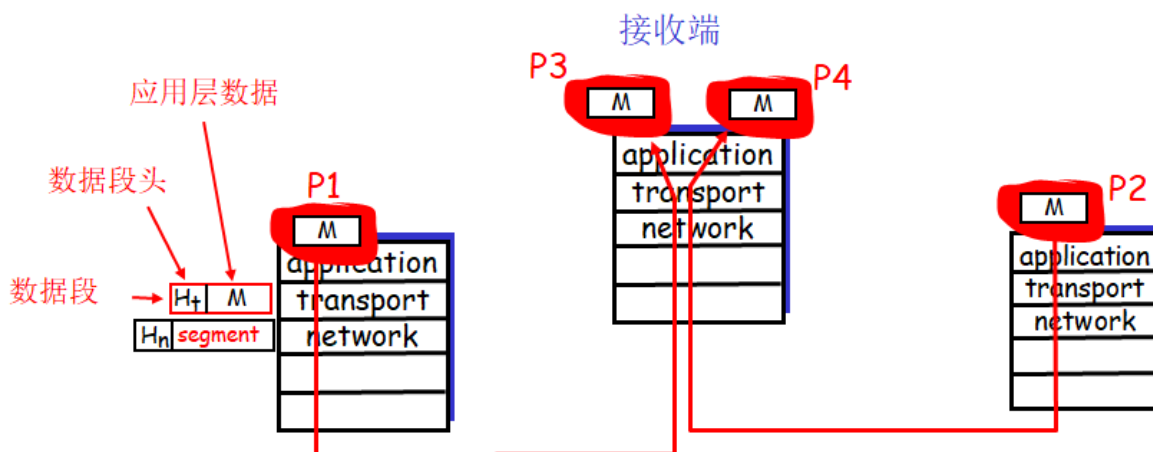 接收端
P3
M
M
P4
应用层数据
application
transport
network
数据段头
P1
M
P2
M
application
transport
network
数据段
Ht M
Hn segment
application
transport
network